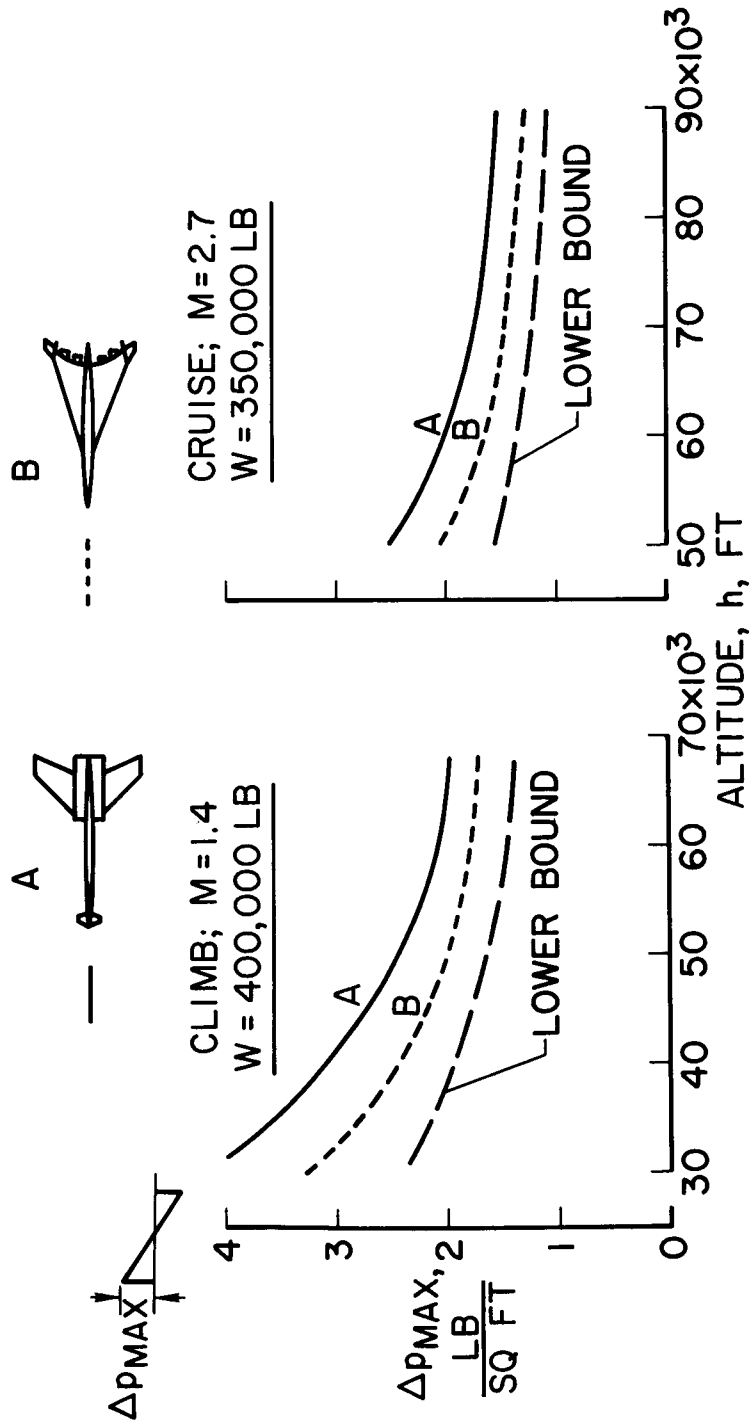 ΔpMAX
A
B
CLIMB; M=1.4
W = 400,000 LB
CRUISE; M=2.7
W = 350,000 LB
ΔpMAX,
LB
SQ FT
4
3
2
1
0
A
B
LOWER BOUND
30 40 50 60 70×10³
A
B
LOWER BOUND
50 60 70 80 90×10³
ALTITUDE, h, FT